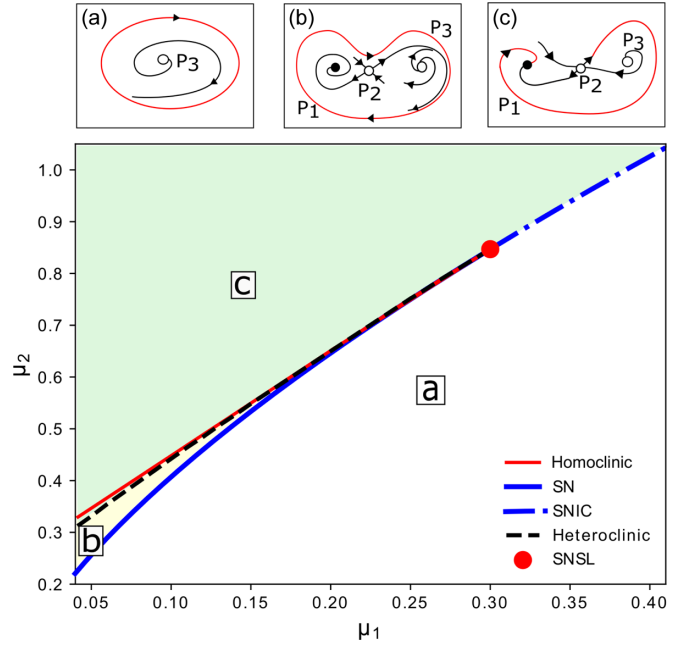 (a)
P3
(b)
P3
P2
P1
(c)
P3
P2
P1
μ2
1.0
0.9
0.8
0.7
0.6
0.5
0.4
0.3
0.2
c
a
b
Homoclinic
SN
SNIC
Heteroclinic
SNSL
0.05 0.10 0.15 0.20 0.25 0.30 0.35 0.40
μ1